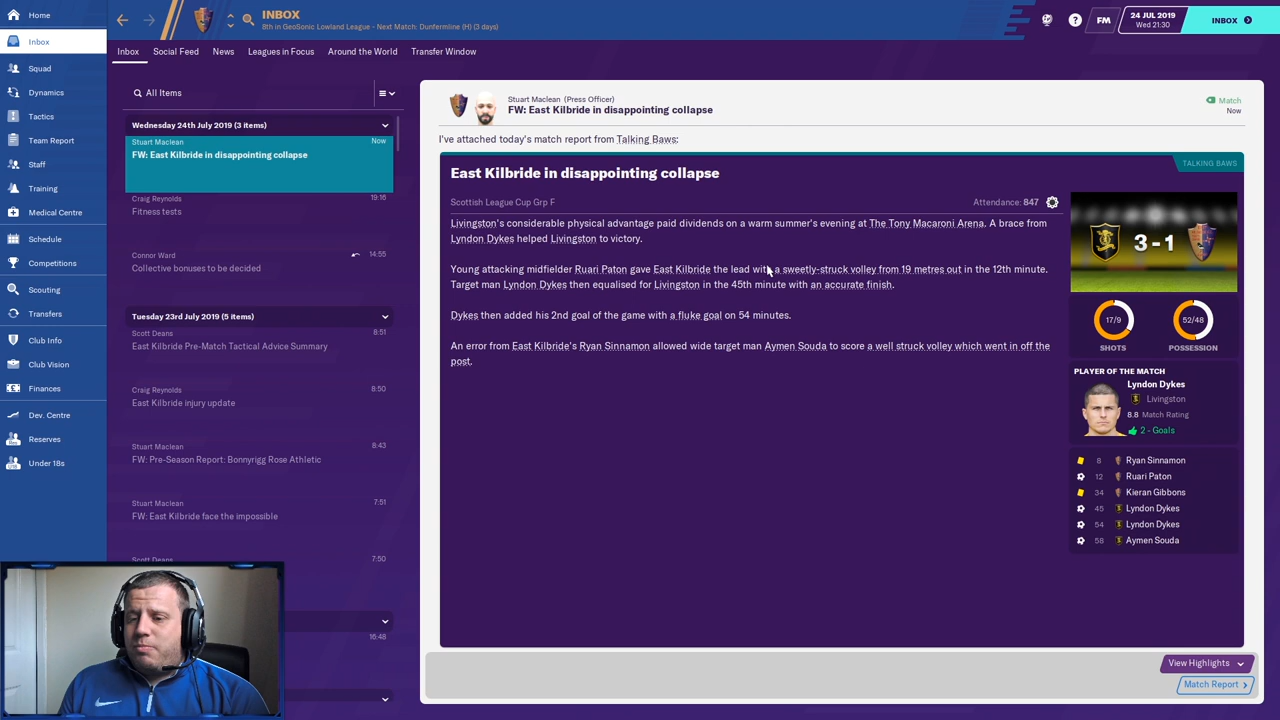 Home
Inbox
Squad
Dynamics
Tactics
Team Report
Staff
Training
Medical Centre
Schedule
Competitions
Scouting
Transfers
Club Info
Club Vision
Finances
Dev. Centre
Reserves
Under 18s
INBOX
8th in GeoSonic Lowland League - Next Match: Dunfermline (H) (3 days)
FM
24 JUL 2019
Wed 21:30
INBOX
Inbox
Social Feed
News
Leagues in Focus
Around the World
Transfer Window
All Items
Wednesday 24th July 2019 (3 items)
Stuart Maclean
Now
FW: East Kilbride in disappointing collapse
Craig Reynolds
19:16
Fitness tests
Connor Ward
14:55
Collective bonuses to be decided
Tuesday 23rd July 2019 (5 items)
Scott Deans
8:51
East Kilbride Pre-Match Tactical Advice Summary
Craig Reynolds
8:50
East Kilbride injury update
Stuart Maclean
8:43
FW: Pre-Season Report: Bonnyrigg Rose Athletic
Stuart Maclean
7:51
FW: East Kilbride face the impossible
Scott Deans
7:50
16:48
Stuart Maclean (Press Officer)
FW: East Kilbride in disappointing collapse
Match
Now
I've attached today's match report from Talking Baws:
TALKING BAWS
East Kilbride in disappointing collapse
Scottish League Cup Grp F
Attendance: 847
Livingston's considerable physical advantage paid dividends on a warm summer's evening at The Tony Macaroni Arena. A brace from
Lyndon Dykes helped Livingston to victory.
Young attacking midfielder Ruari Paton gave East Kilbride the lead with a sweetly-struck volley from 19 metres out in the 12th minute.
Target man Lyndon Dykes then equalised for Livingston in the 45th minute with an accurate finish.
Dykes then added his 2nd goal of the game with a fluke goal on 54 minutes.
An error from East Kilbride's Ryan Sinnamon allowed wide target man Aymen Souda to score a well struck volley which went in off the
post.
3 - 1
17/9
SHOTS
52/48
POSSESSION
PLAYER OF THE MATCH
Lyndon Dykes
Livingston
8.8 Match Rating
2 - Goals
8 Ryan Sinnamon
12 Ruari Paton
34 Kieran Gibbons
45 Lyndon Dykes
54 Lyndon Dykes
58 Aymen Souda
View Highlights
Match Report